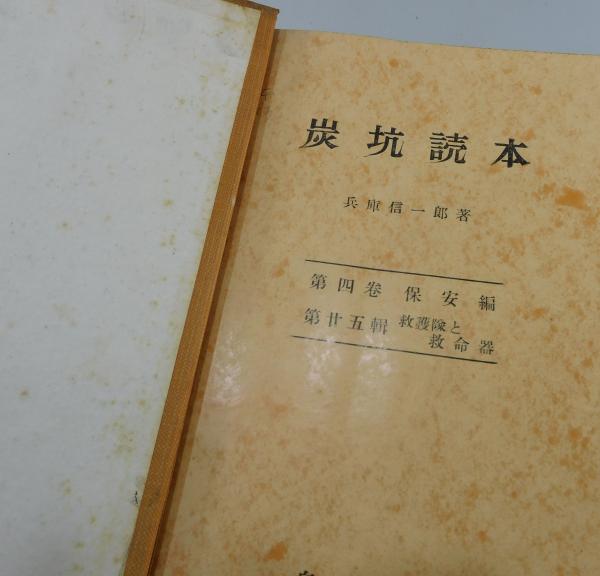 炭坑読本
兵庫信一郎著
第四巻 保安編
第廿五輯 救護隊と
救命器